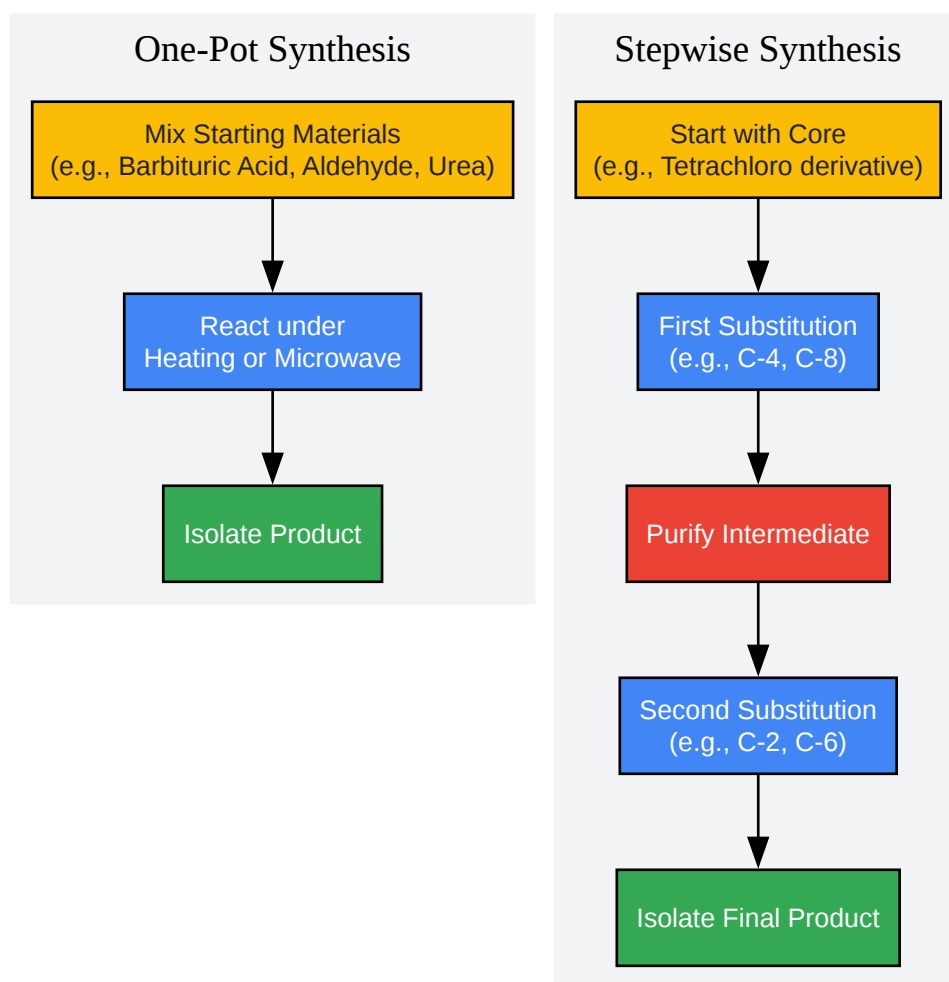 One-Pot Synthesis
Mix Starting Materials
(e.g., Barbituric Acid, Aldehyde, Urea)
React under
Heating or Microwave
Isolate Product
Stepwise Synthesis
Start with Core
(e.g., Tetrachloro derivative)
First Substitution
(e.g., C-4, C-8)
Purify Intermediate
Second Substitution
(e.g., C-2, C-6)
Isolate Final Product